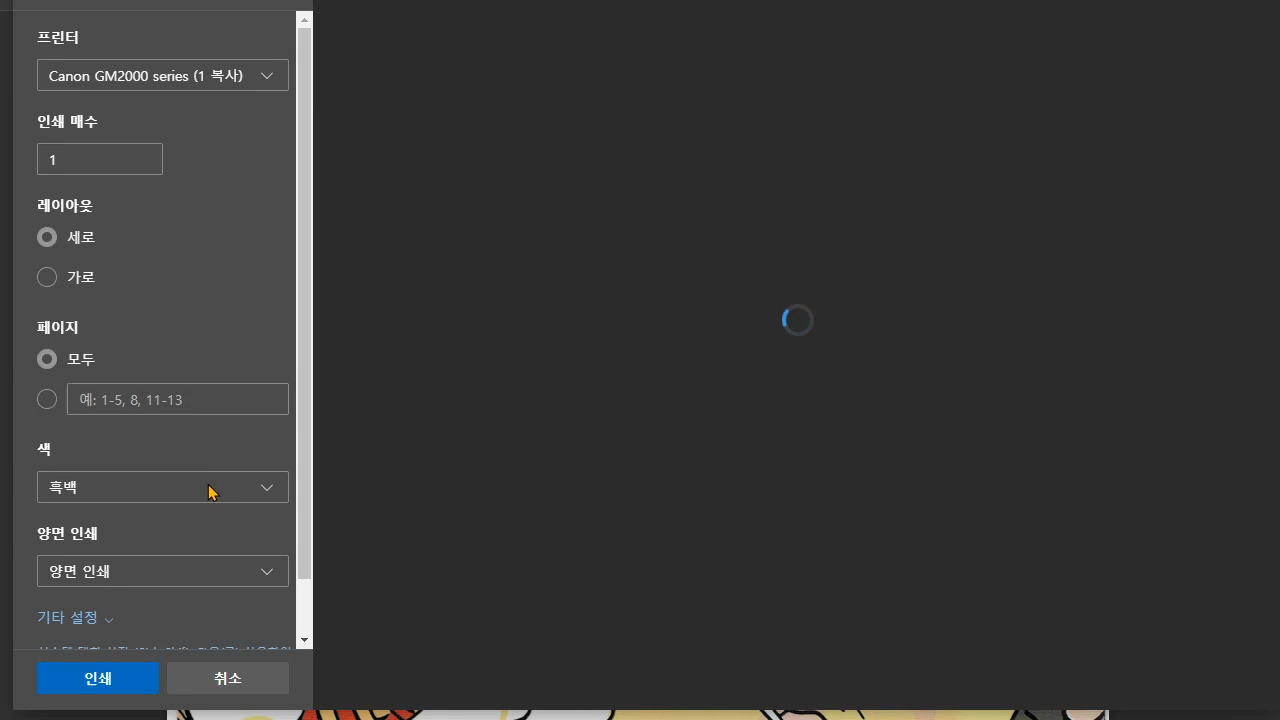 프린터
Canon GM2000 series (1 복사)
인쇄 매수
1
레이아웃
세로
가로
페이지
모두
예: 1-5, 8, 11-13
색
흑백
양면 인쇄
양면 인쇄
기타 설정
인쇄
취소